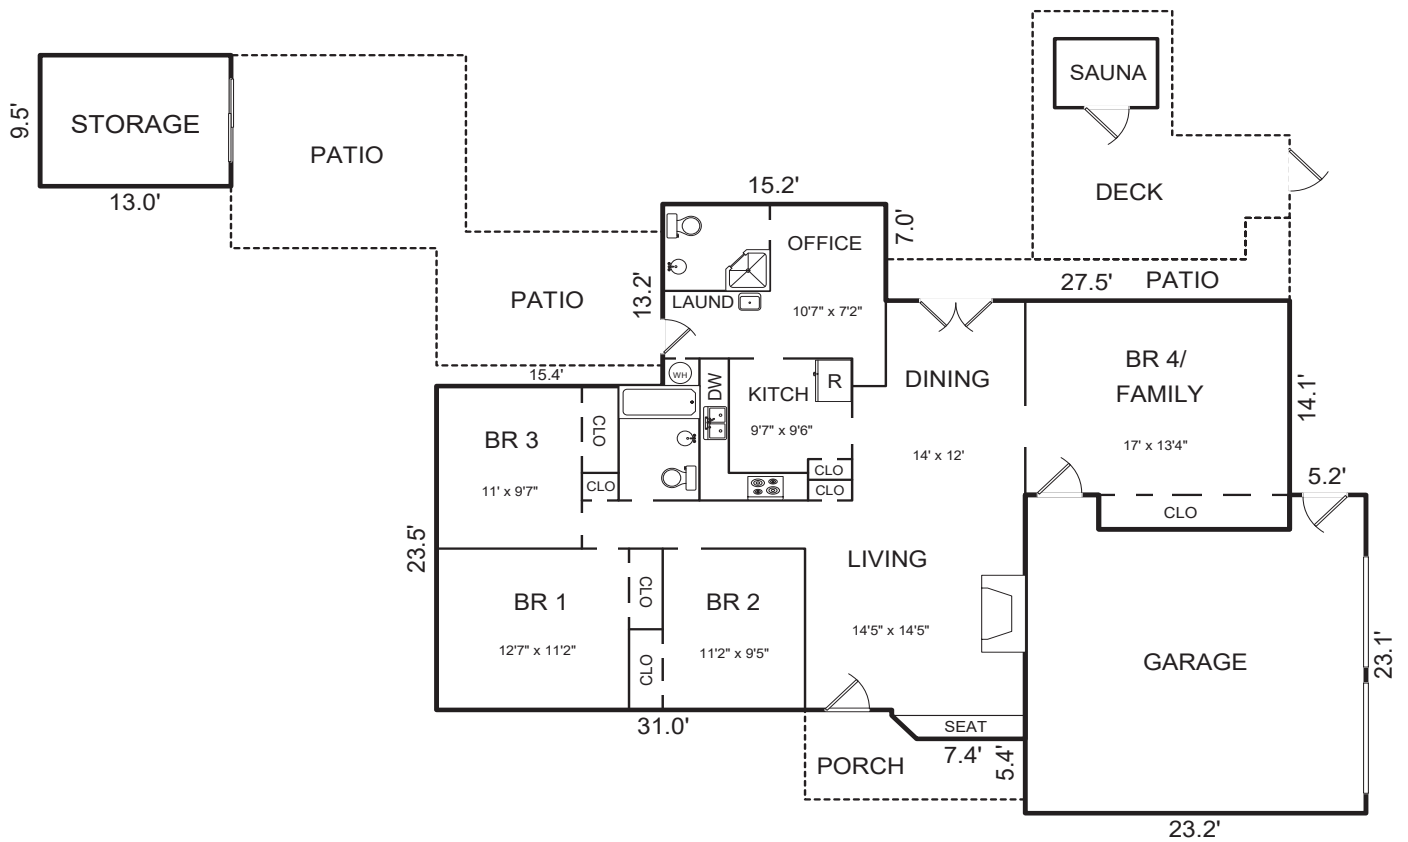 SAUNA
9.5'
STORAGE
PATIO
13.0'
15.2'
DECK
OFFICE
7.0'
13.2'
PATIO
LAUND
27.5'
PATIO
10'7" x 7'2"
15.4'
WH
DW
KITCH
R
DINING
BR 4/
FAMILY
14.1'
BR 3
CLO
9'7" x 9'6"
14' x 12'
17' x 13'4"
11' x 9'7"
CLO
CLO
CLO
5.2'
CLO
23.5'
LIVING
BR 1
CLO
BR 2
14'5" x 14'5"
12'7" x 11'2"
CLO
11'2" x 9'5"
GARAGE
23.1'
31.0'
SEAT
7.4'
5.4'
PORCH
23.2'